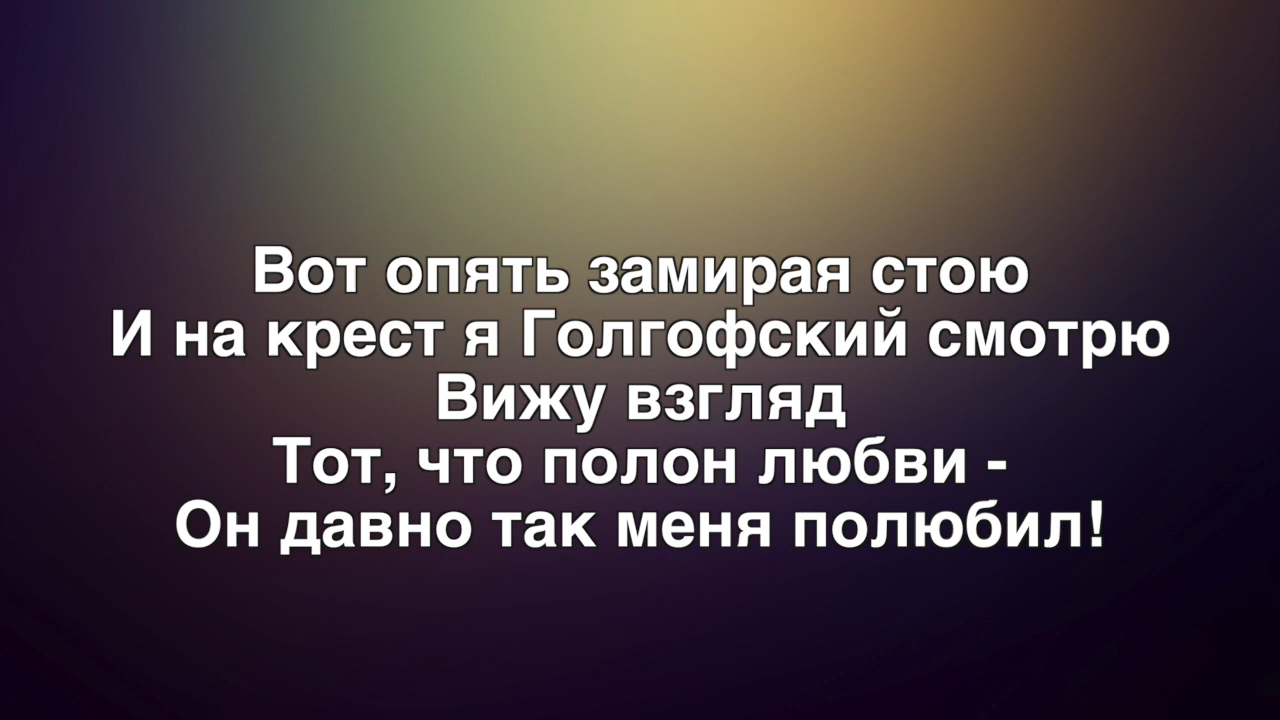 Вот опять замирая стою
И на крест я Голгофский смотрю
Вижу взгляд
Тот, что полон любви -
Он давно так меня полюбил!